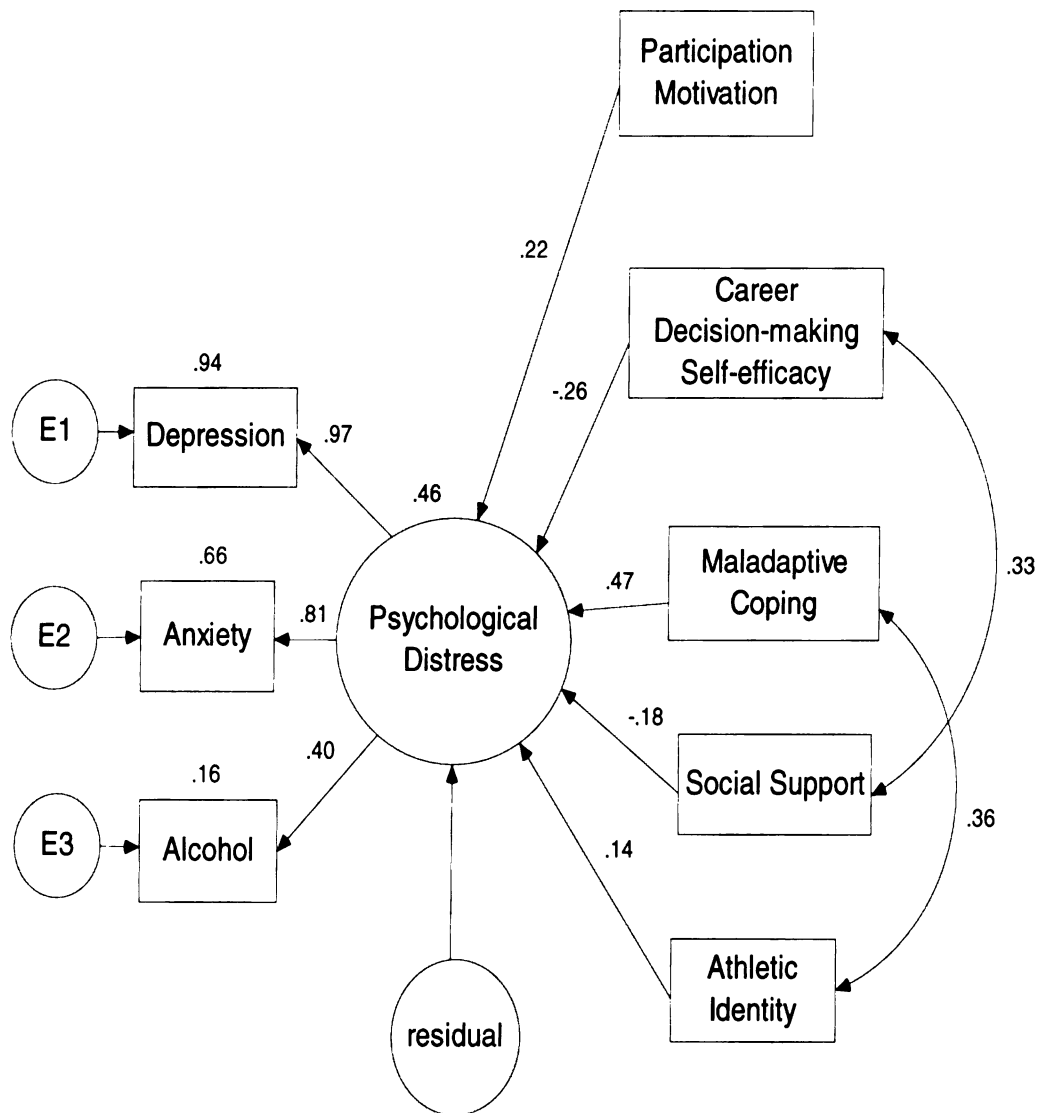 Participation
Motivation
.22
Career
Decision-making
Self-efficacy
-.26
.94
E1
Depression
.97
.46
Maladaptive
Coping
.47
.33
.66
E2
Anxiety
.81
Psychological
Distress
-.18
Social Support
.40
.16
E3
Alcohol
.36
.14
Athletic
Identity
residual